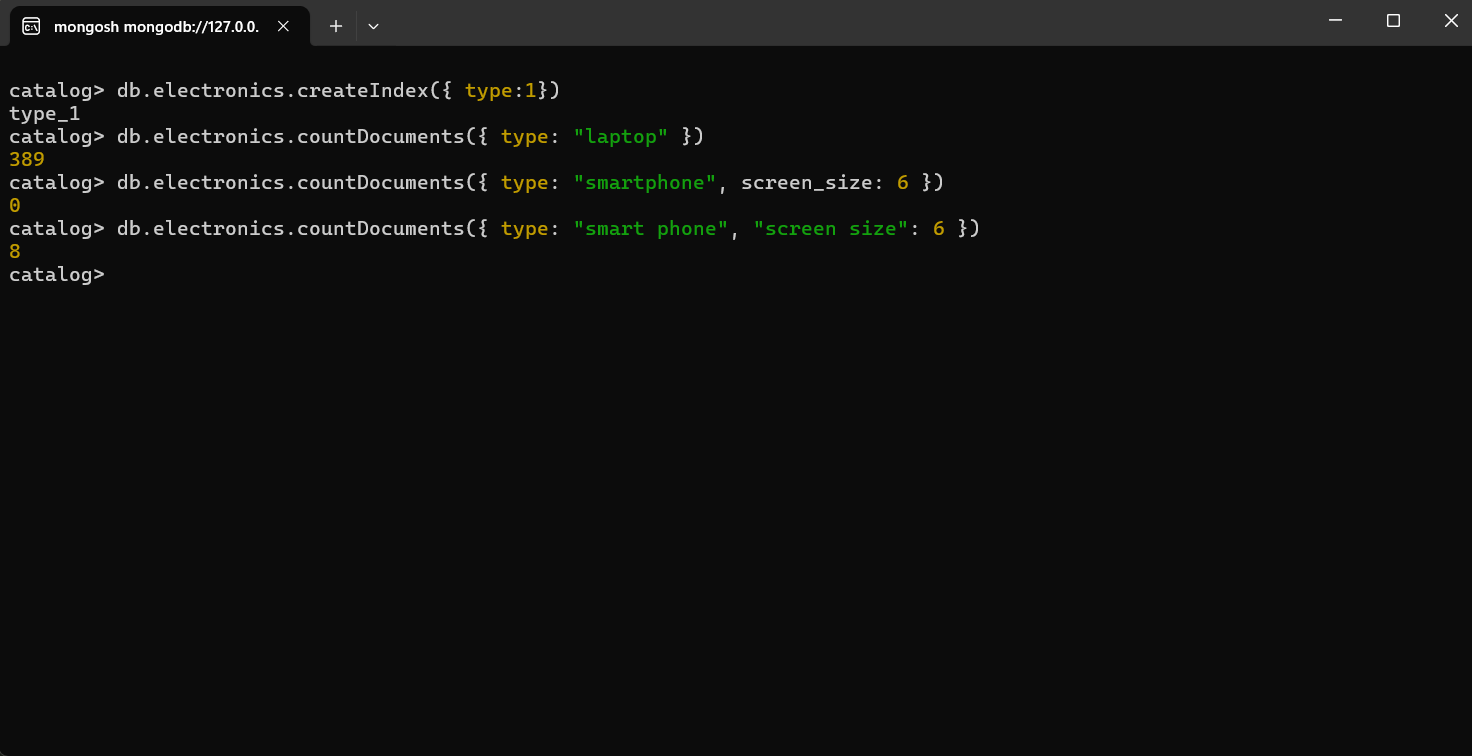 mongosh mongodb://127.0.0.
catalog> db.electronics.createIndex({ type:1})
type_1
catalog> db.electronics.countDocuments({ type: "laptop" })
389
catalog> db.electronics.countDocuments({ type: "smartphone", screen_size: 6 })
0
catalog> db.electronics.countDocuments({ type: "smart phone", "screen size": 6 })
8
catalog>